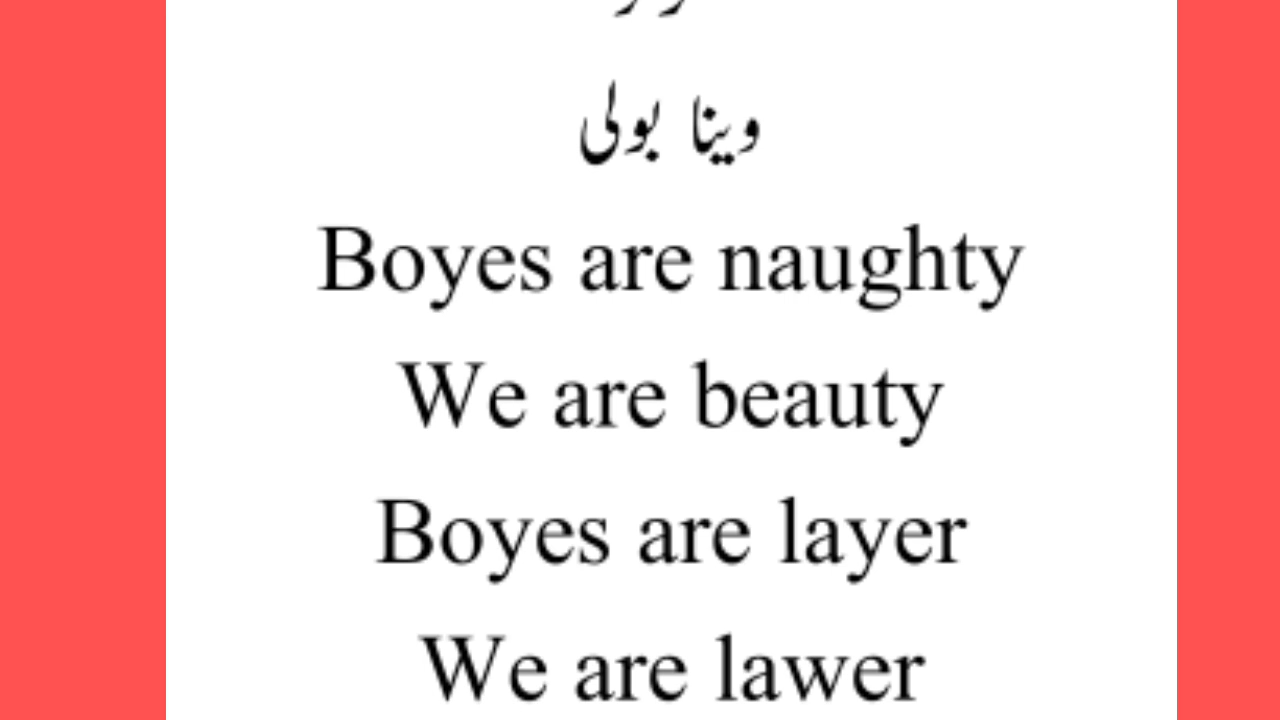 وینا بولی
Boyes are naughty
We are beauty
Boyes are layer
We are lawer